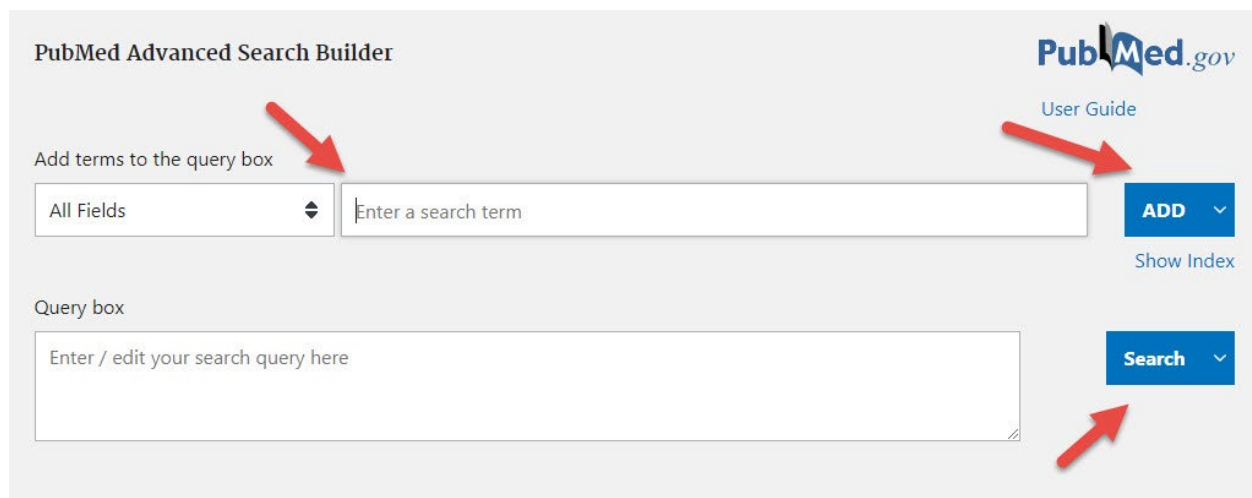 PubMed Advanced Search Builder
PubMed.gov
User Guide
Add terms to the query box
All Fields
Enter a search term
ADD
Show Index
Query box
Enter / edit your search query here
Search